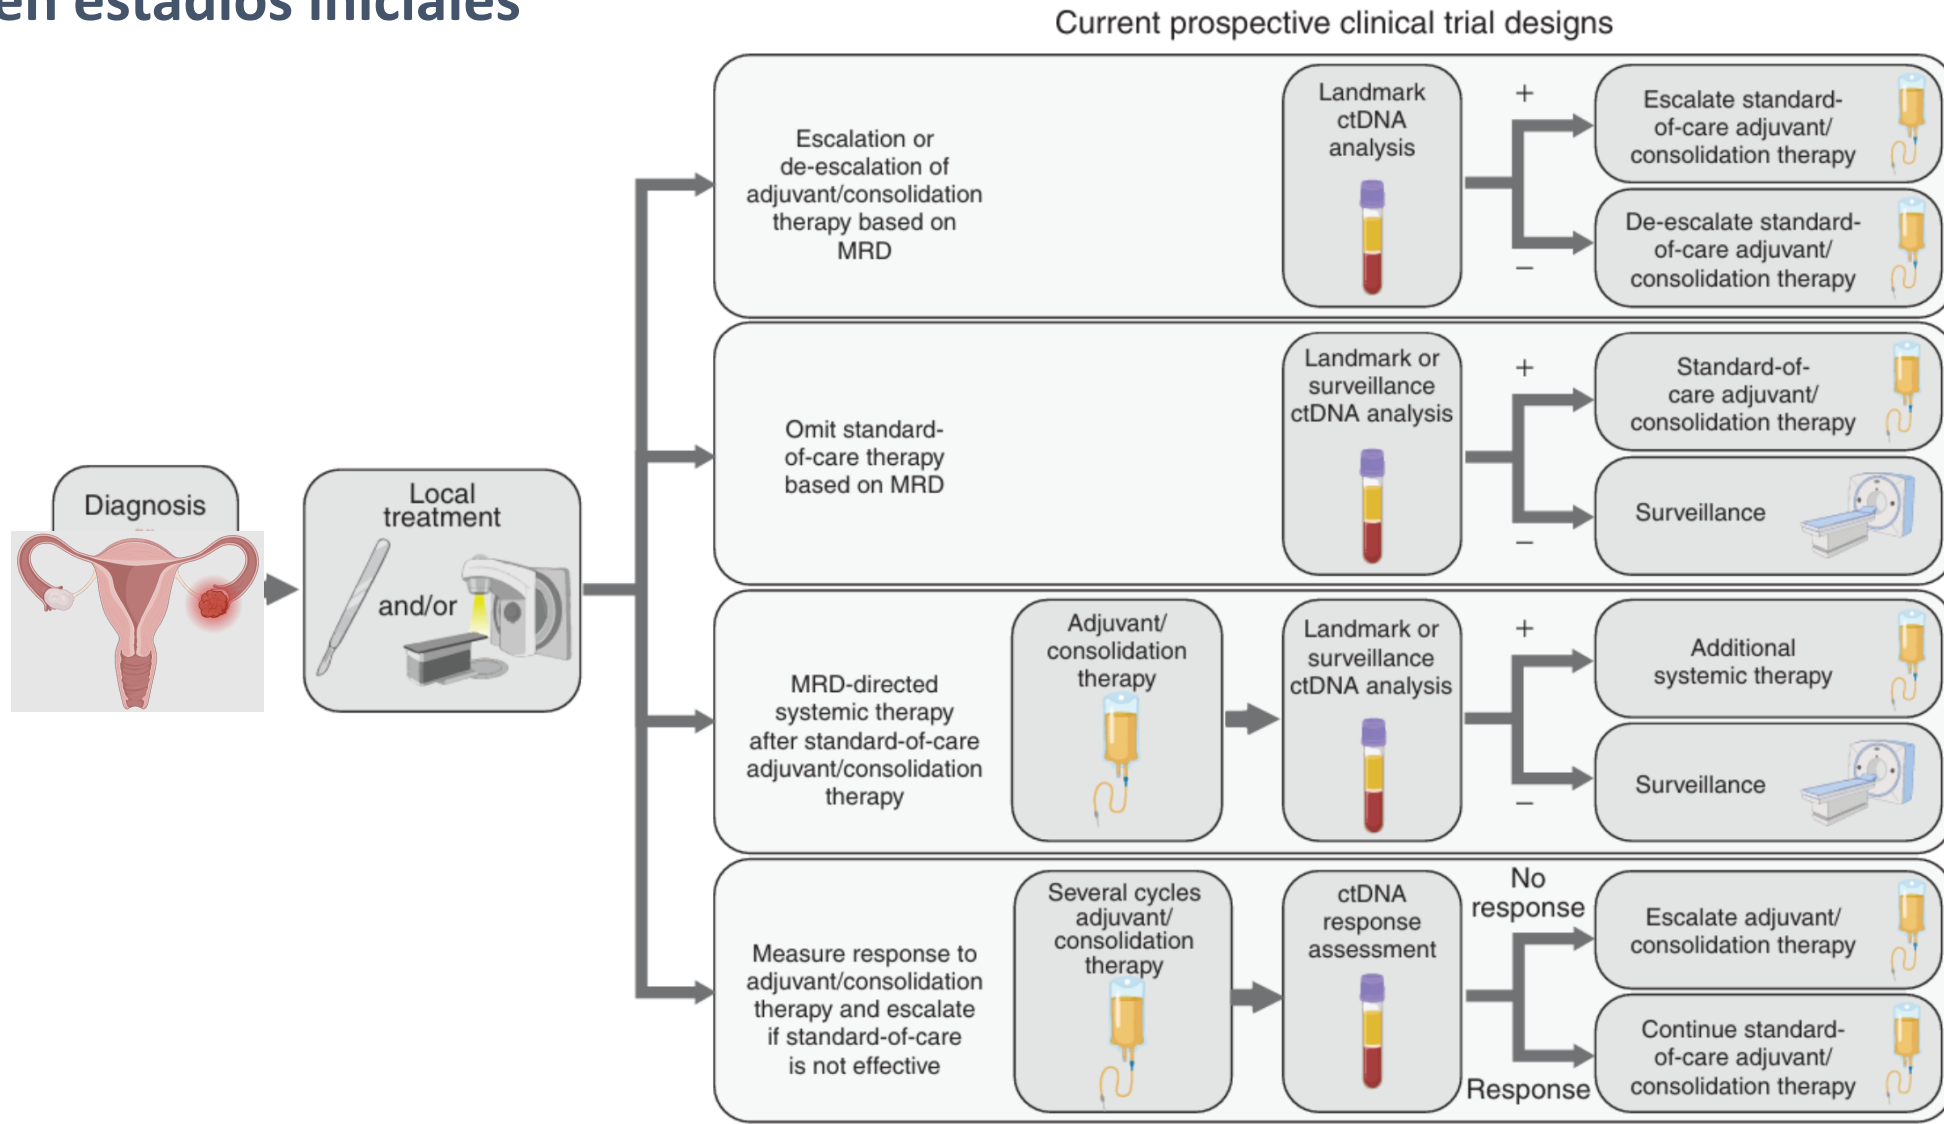 en estadios iniciales
Current prospective clinical trial designs
Diagnosis
Local
treatment
and/or
Escalation or
de-escalation of
adjuvant/consolidation
therapy based on
MRD
Landmark
ctDNA
analysis
+
−
Escalate standard-
of-care adjuvant/
consolidation therapy
De-escalate standard-
of-care adjuvant/
consolidation therapy
Omit standard-
of-care therapy
based on MRD
Landmark or
surveillance
ctDNA analysis
+
−
Standard-of-
care adjuvant/
consolidation therapy
Surveillance
MRD-directed
systemic therapy
after standard-of-care
adjuvant/consolidation
therapy
Adjuvant/
consolidation
therapy
Landmark or
surveillance
ctDNA analysis
+
−
Additional
systemic therapy
Surveillance
Measure response to
adjuvant/consolidation
therapy and escalate
if standard-of-care
is not effective
Several cycles
adjuvant/
consolidation
therapy
ctDNA
response
assessment
No
response
Response
Escalate adjuvant/
consolidation therapy
Continue standard-
of-care adjuvant/
consolidation therapy